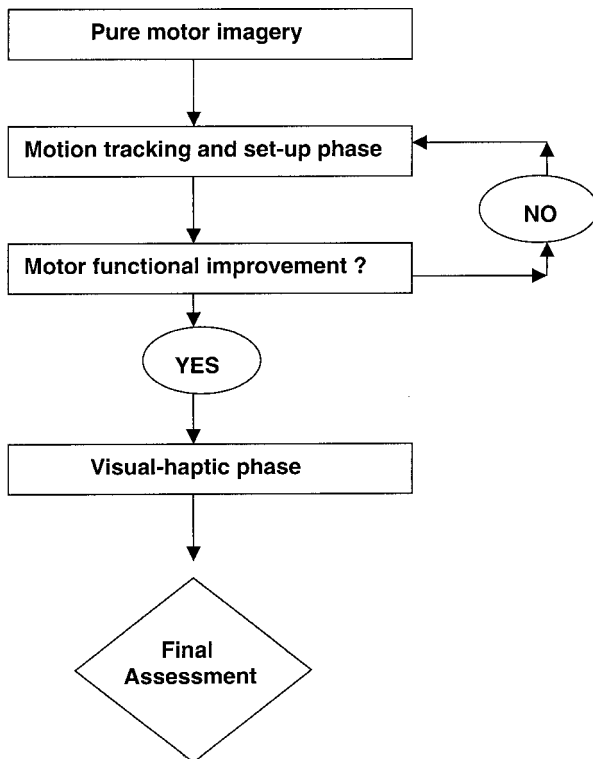 Pure motor imagery
Motion tracking and set-up phase
NO
Motor functional improvement ?
YES
Visual-haptic phase
Final
Assessment